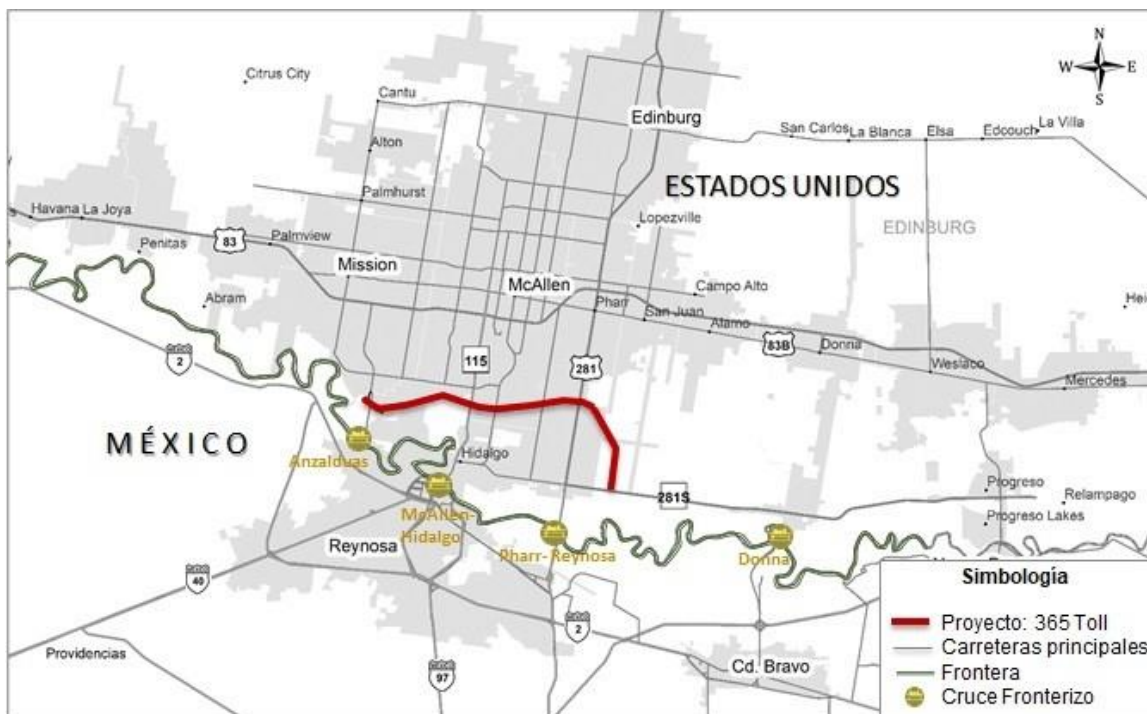 N
W E
S
Citrus City
Cantu
Edinburg
San Carlos
La Blanca
Elsa
Edcouch
La Villa
Alton
ESTADOS UNIDOS
Palmhurst
Lopezville
EDINBURG
Havana
La Joya
83
Palmview
Penitas
Mission
McAllen
Campo Alto
Abram
Pharr
San Juan
Alamo
83B
Donna
Weslaco
Mercedes
2
115
281
MÉXICO
Anzalduas
Hidalgo
281S
Progreso
Relampago
Progreso Lakes
McAllen-
Hidalgo
Reynosa
Pharr- Reynosa
Donna
40
2
Providencias
97
Cd. Bravo
Simbología
Proyecto: 365 Toll
Carreteras principales
Frontera
Cruce Fronterizo